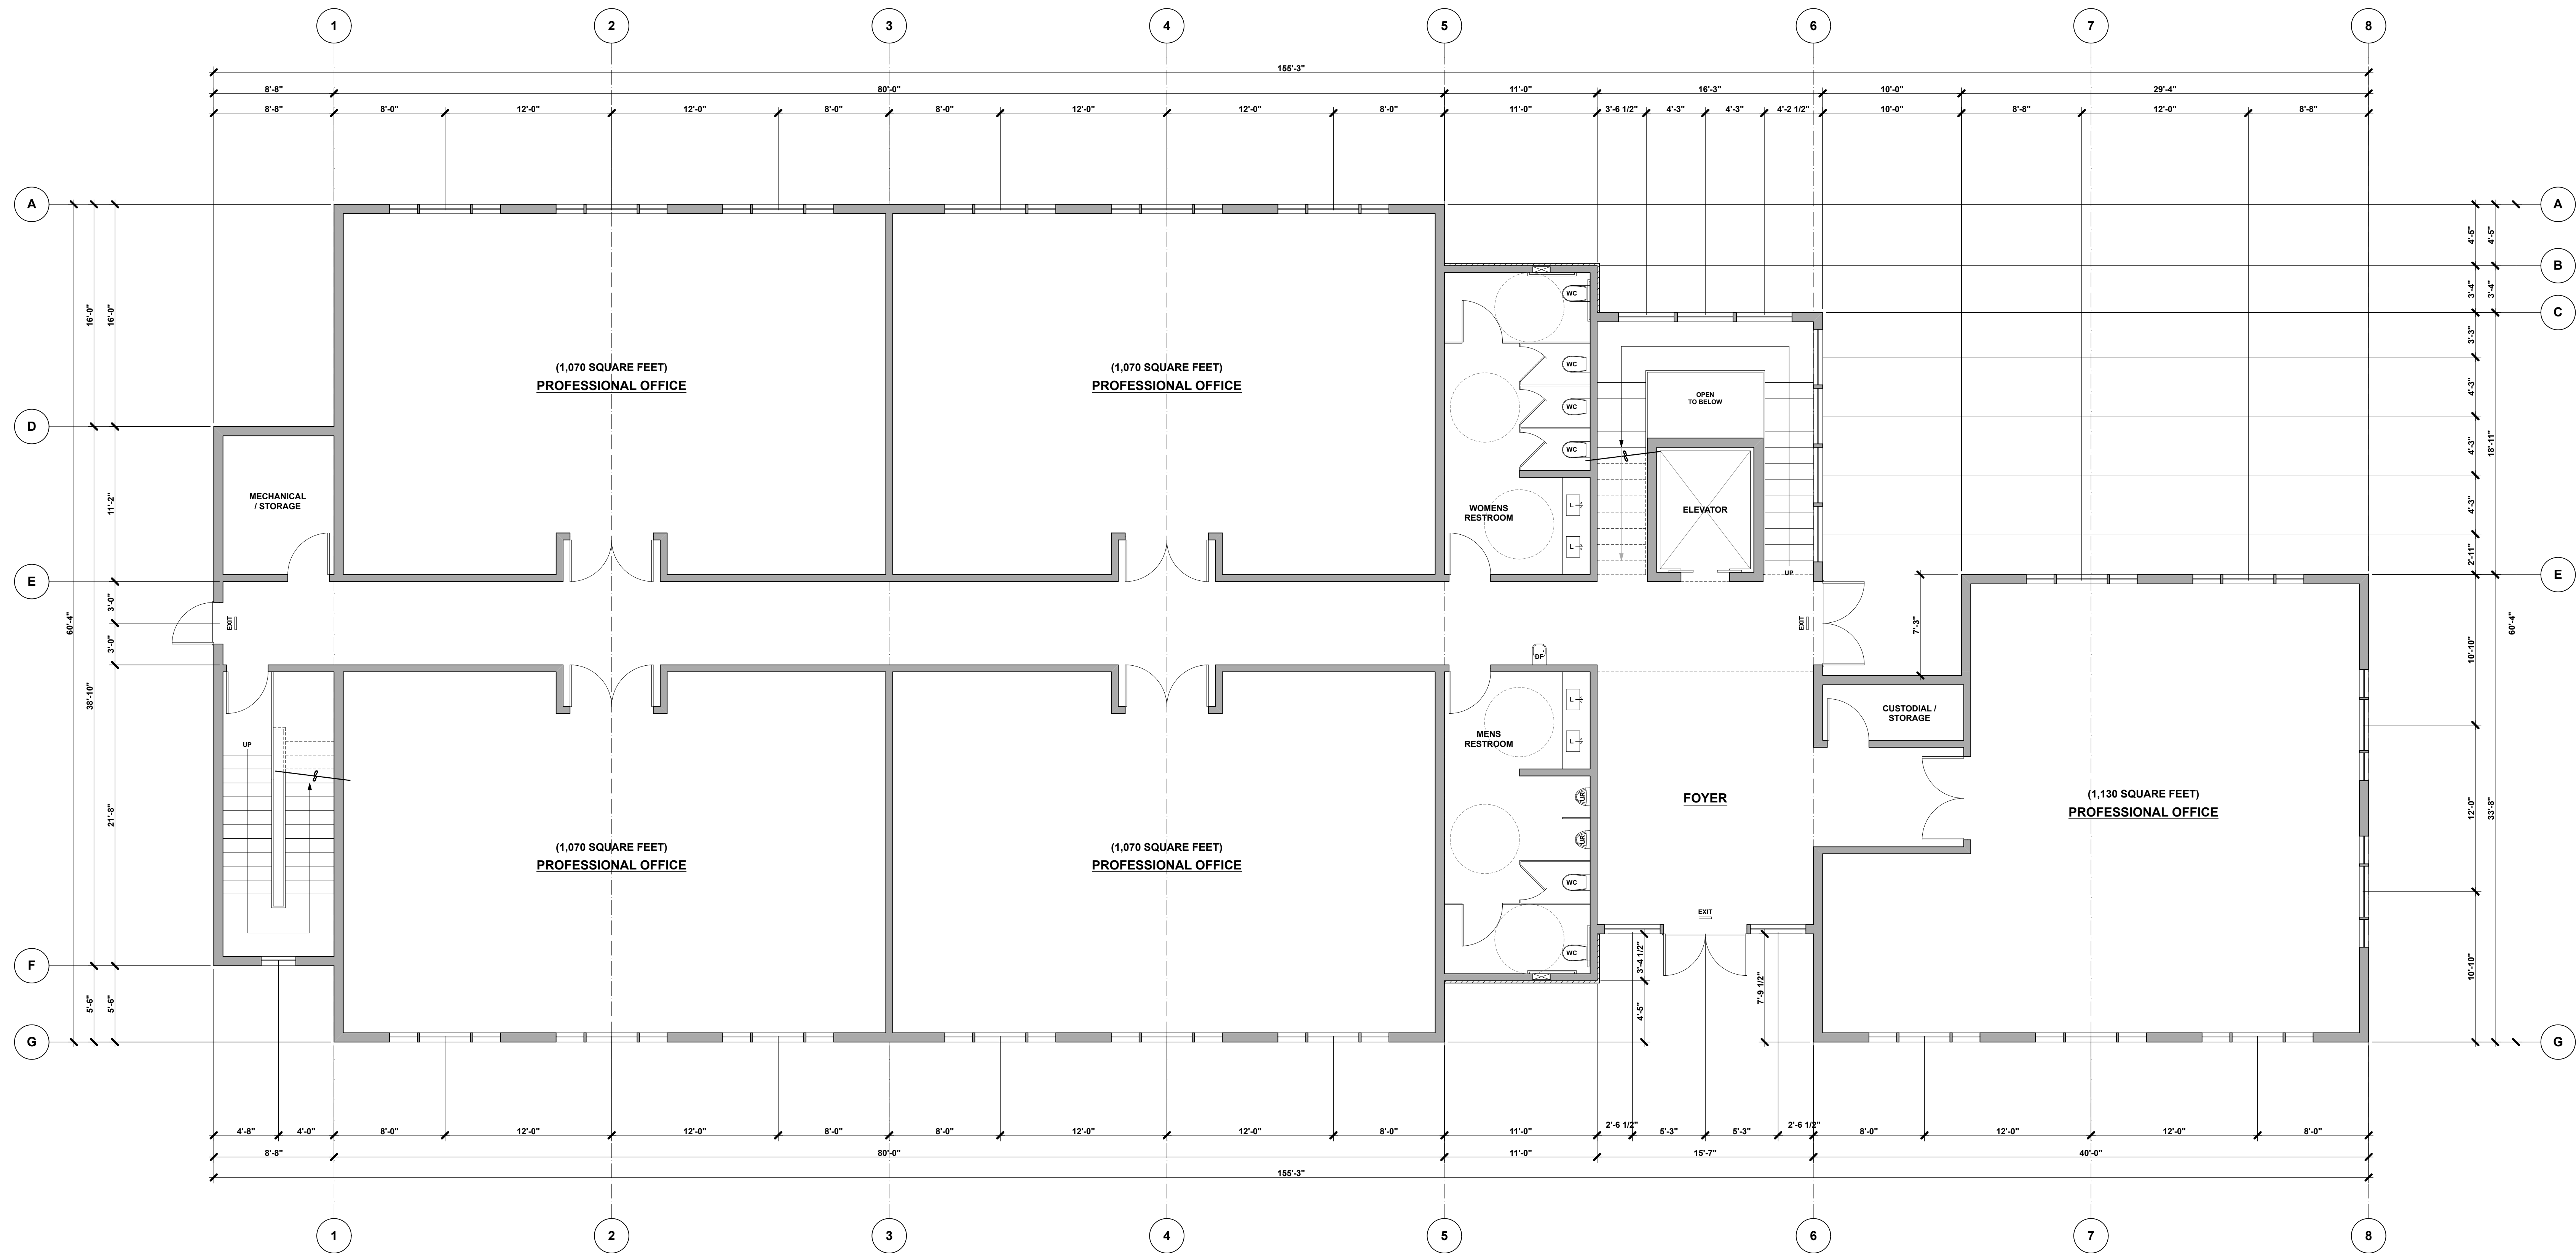 1 2 3 4 5 6 7 8
155'-3"
8'-8" 80'-0" 11'-0" 16'-3" 10'-0" 29'-4"
8'-8" 8'-0" 12'-0" 12'-0" 8'-0" 8'-0" 12'-0" 12'-0" 8'-0" 11'-0" 3'-6 1/2" 4'-3" 4'-3" 4'-2 1/2" 10'-0" 8'-8" 12'-0" 8'-8"
A
B
C
D
E
F
G
60'-4"
16'-0"
38'-10"
5'-6"
16'-0"
11'-2"
3'-0"
3'-0"
21'-8"
5'-6"
(1,070 SQUARE FEET)
PROFESSIONAL OFFICE
(1,070 SQUARE FEET)
PROFESSIONAL OFFICE
MECHANICAL
/ STORAGE
WC
WC
WC
WC
WOMENS
RESTROOM
L
L
OPEN
TO BELOW
ELEVATOR
UP
EXIT
EXIT
DF
7'-3"
UP
(1,070 SQUARE FEET)
PROFESSIONAL OFFICE
(1,070 SQUARE FEET)
PROFESSIONAL OFFICE
MENS
RESTROOM
L
L
UR
UR
WC
WC
FOYER
EXIT
CUSTODIAL /
STORAGE
(1,130 SQUARE FEET)
PROFESSIONAL OFFICE
3'-4 1/2"
4'-5"
7'-9 1/2"
A
E
G
4'-5"
3'-4"
3'-3"
4'-3"
4'-3"
4'-3"
2'-11"
10'-10"
12'-0"
10'-10"
4'-5"
3'-4"
18'-11"
33'-8"
60'-4"
4'-8" 4'-0" 8'-0" 12'-0" 12'-0" 8'-0" 8'-0" 12'-0" 12'-0" 8'-0" 11'-0" 2'-6 1/2" 5'-3" 5'-3" 2'-6 1/2" 8'-0" 12'-0" 12'-0" 8'-0"
8'-8" 80'-0" 11'-0" 15'-7" 40'-0"
155'-3"
1 2 3 4 5 6 7 8